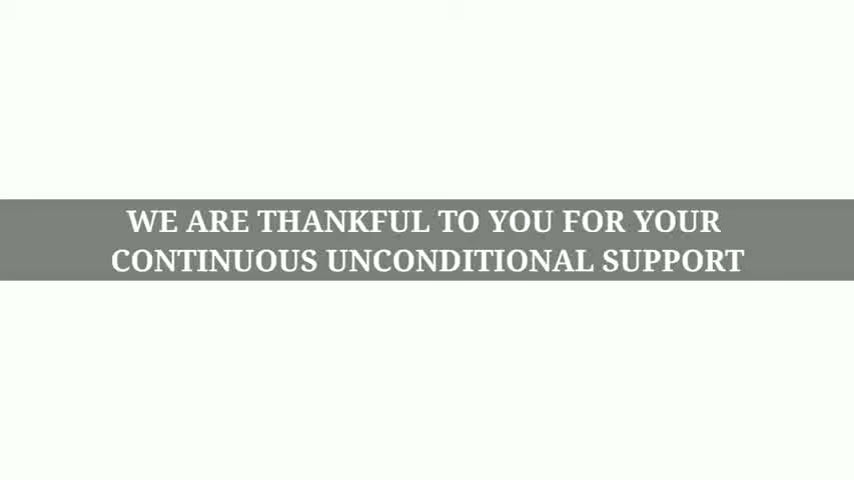 WE ARE THANKFUL TO YOU FOR YOUR
CONTINUOUS UNCONDITIONAL SUPPORT